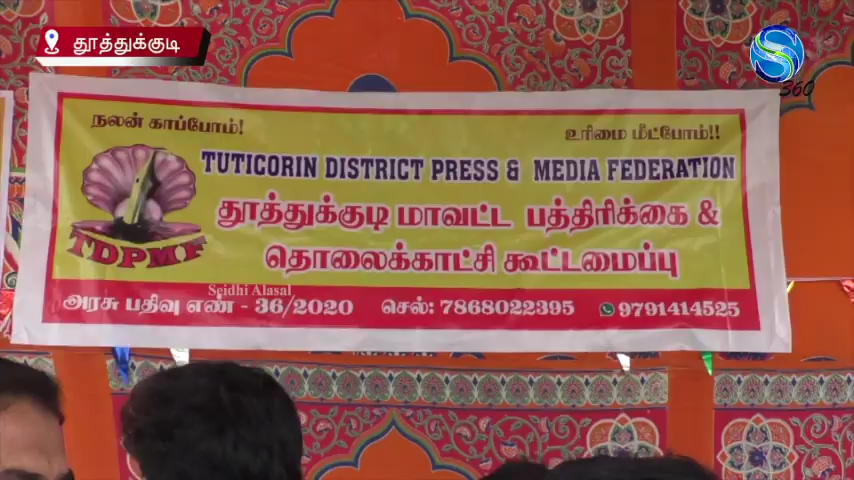 தூத்துக்குடி
S
360
நலன் காப்போம்! உரிமை மீட்போம்!!
TUTICORIN DISTRICT PRESS & MEDIA FEDERATION
தூத்துக்குடி மாவட்ட பத்திரிக்கை &
தொலைக்காட்சி கூட்டமைப்பு
TDPMF
Seidhi Alasal
அரசு பதிவு எண் - 36/2020 செல்: 7868022395 9791414525